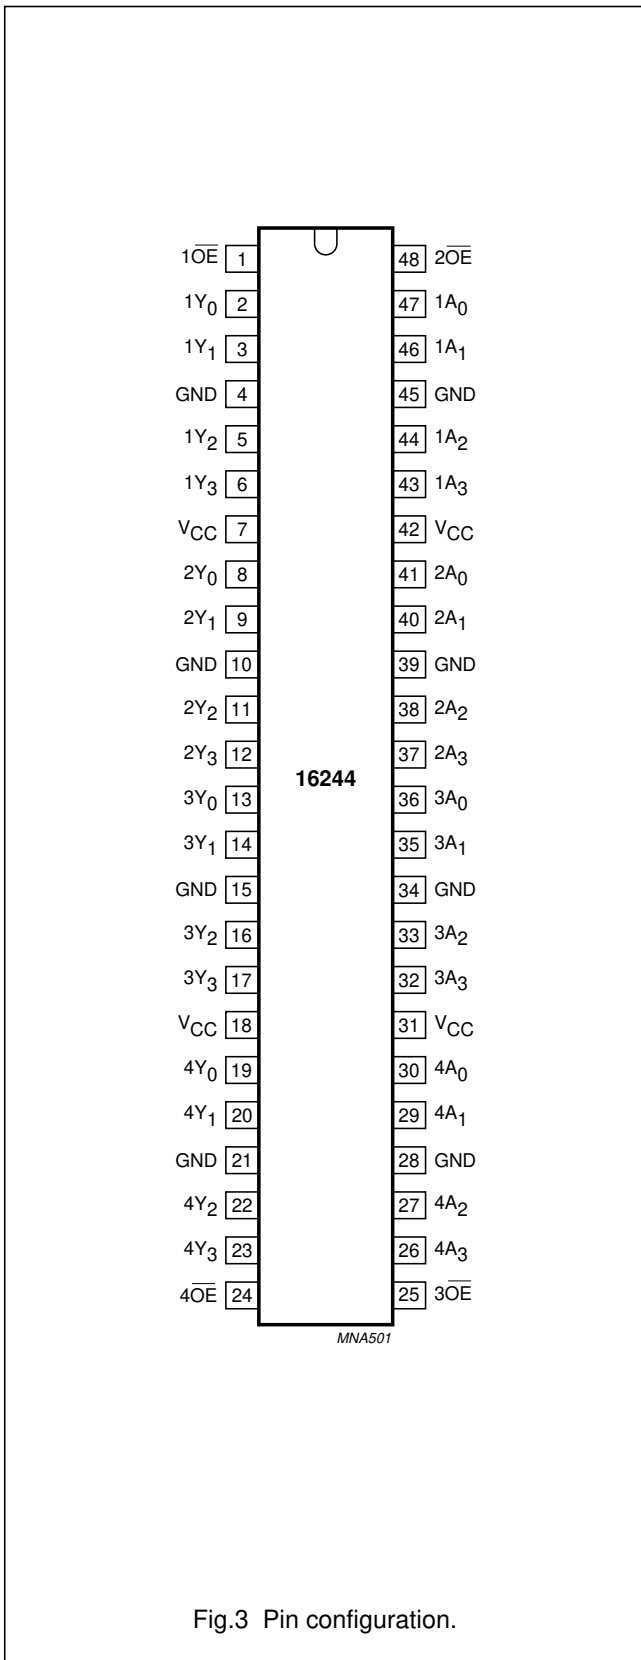 1O̅E̅ 1 48 2O̅E̅
1Y0 2 47 1A0
1Y1 3 46 1A1
GND 4 45 GND
1Y2 5 44 1A2
1Y3 6 43 1A3
VCC 7 42 VCC
2Y0 8 41 2A0
2Y1 9 40 2A1
GND 10 39 GND
2Y2 11 38 2A2
2Y3 12 37 2A3
16244
3Y0 13 36 3A0
3Y1 14 35 3A1
GND 15 34 GND
3Y2 16 33 3A2
3Y3 17 32 3A3
VCC 18 31 VCC
4Y0 19 30 4A0
4Y1 20 29 4A1
GND 21 28 GND
4Y2 22 27 4A2
4Y3 23 26 4A3
4O̅E̅ 24 25 3O̅E̅
MNA501
Fig.3 Pin configuration.